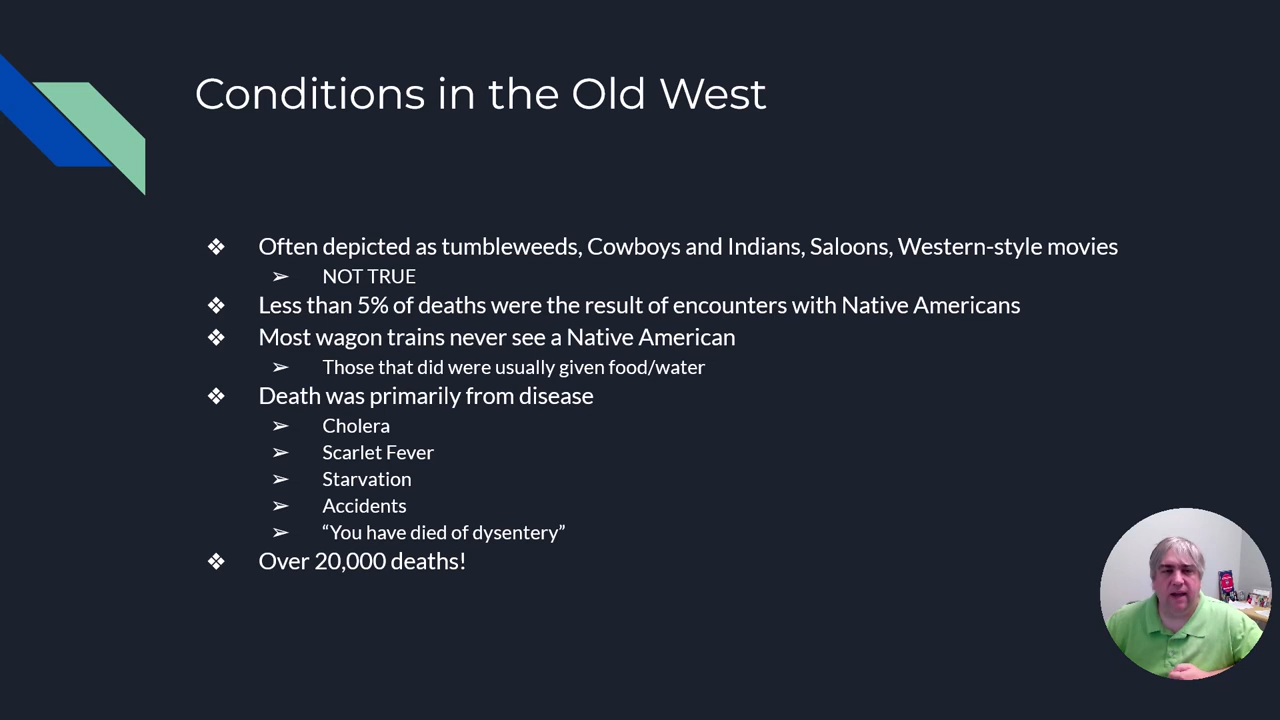 Conditions in the Old West
❖ Often depicted as tumbleweeds, Cowboys and Indians, Saloons, Western-style movies
➢ NOT TRUE
❖ Less than 5% of deaths were the result of encounters with Native Americans
❖ Most wagon trains never see a Native American
➢ Those that did were usually given food/water
❖ Death was primarily from disease
➢ Cholera
➢ Scarlet Fever
➢ Starvation
➢ Accidents
➢ “You have died of dysentery”
❖ Over 20,000 deaths!